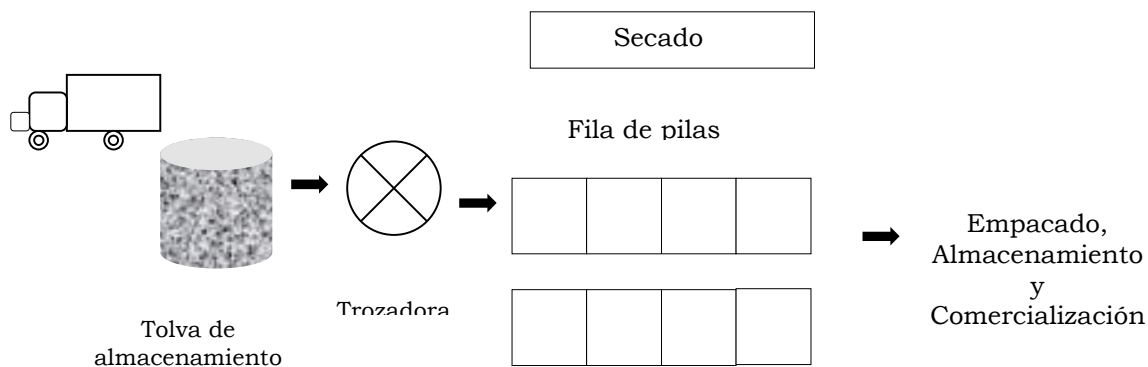 Secado
Fila de pilas
Trozadora
Tolva de
almacenamiento
Empacado,
Almacenamiento
y
Comercialización